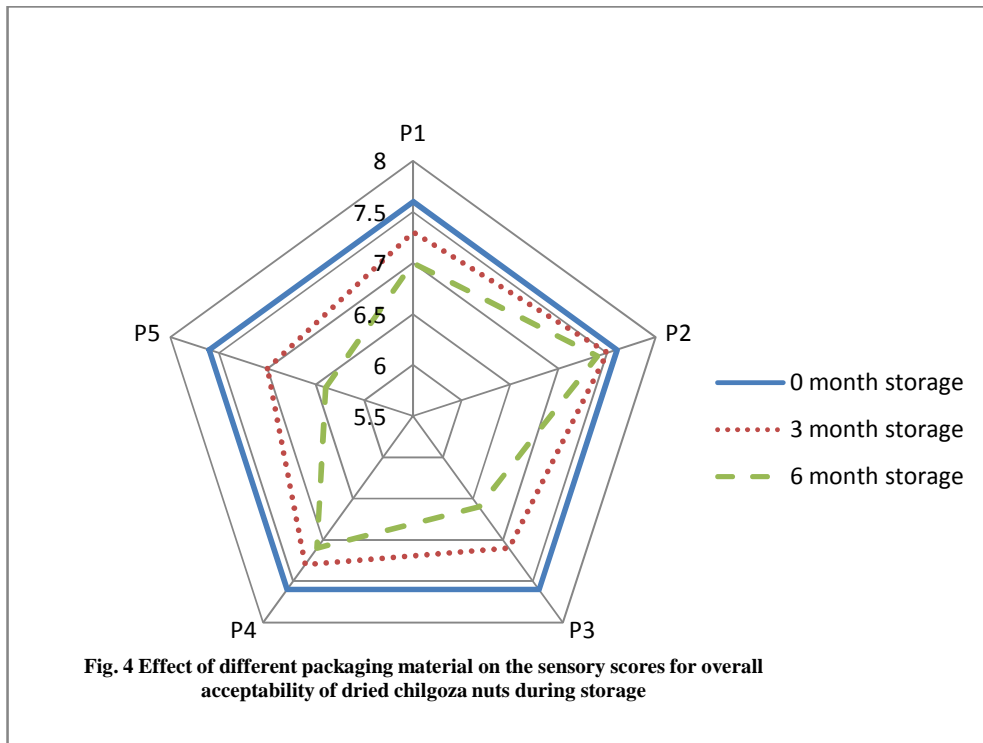 P1
8
7.5
7
6.5
6
5.5
P2
P3
P4
P5
0 month storage
3 month storage
6 month storage
Fig. 4 Effect of different packaging material on the sensory scores for overall
acceptability of dried chilgoza nuts during storage